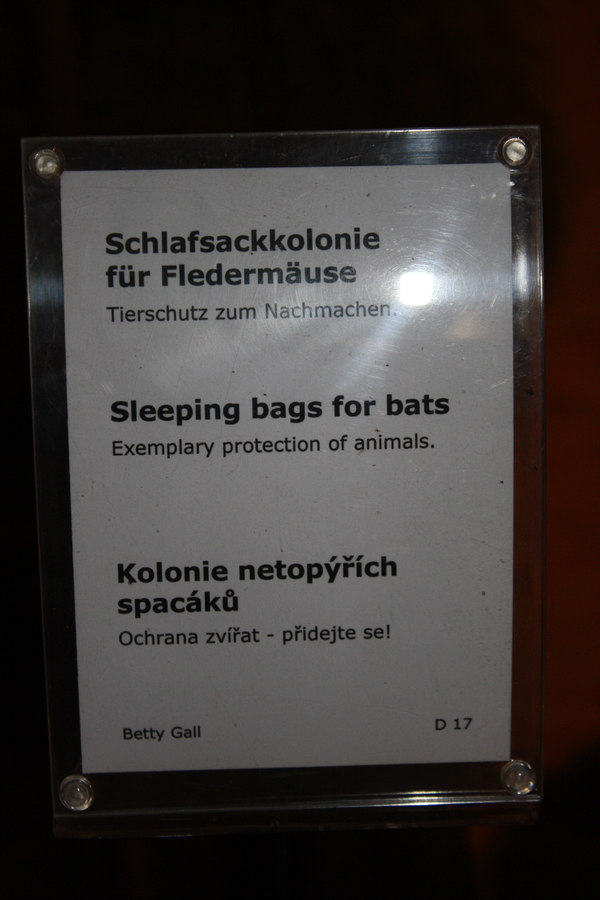 Schlafsackkolonie
für Fledermäuse
Tierschutz zum Nachmachen.
Sleeping bags for bats
Exemplary protection of animals.
Kolonie netopýřích
spacáků
Ochrana zvířat - přidejte se!
Betty Gall
D 17